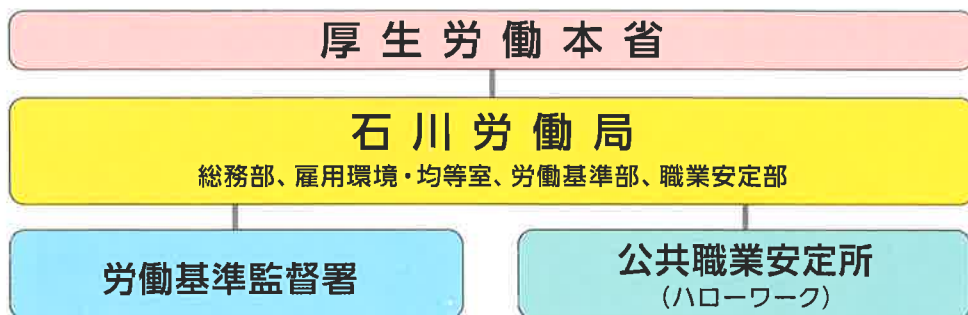 厚生労働本省
石川労働局
総務部、雇用環境・均等室、労働基準部、職業安定部
労働基準監督署
公共職業安定所
（ハローワーク）